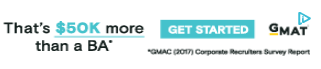 That's $50K more
than a BA*
GET STARTED
GMAT
*GMAC (2017) Corporate Recruiters Survey Report